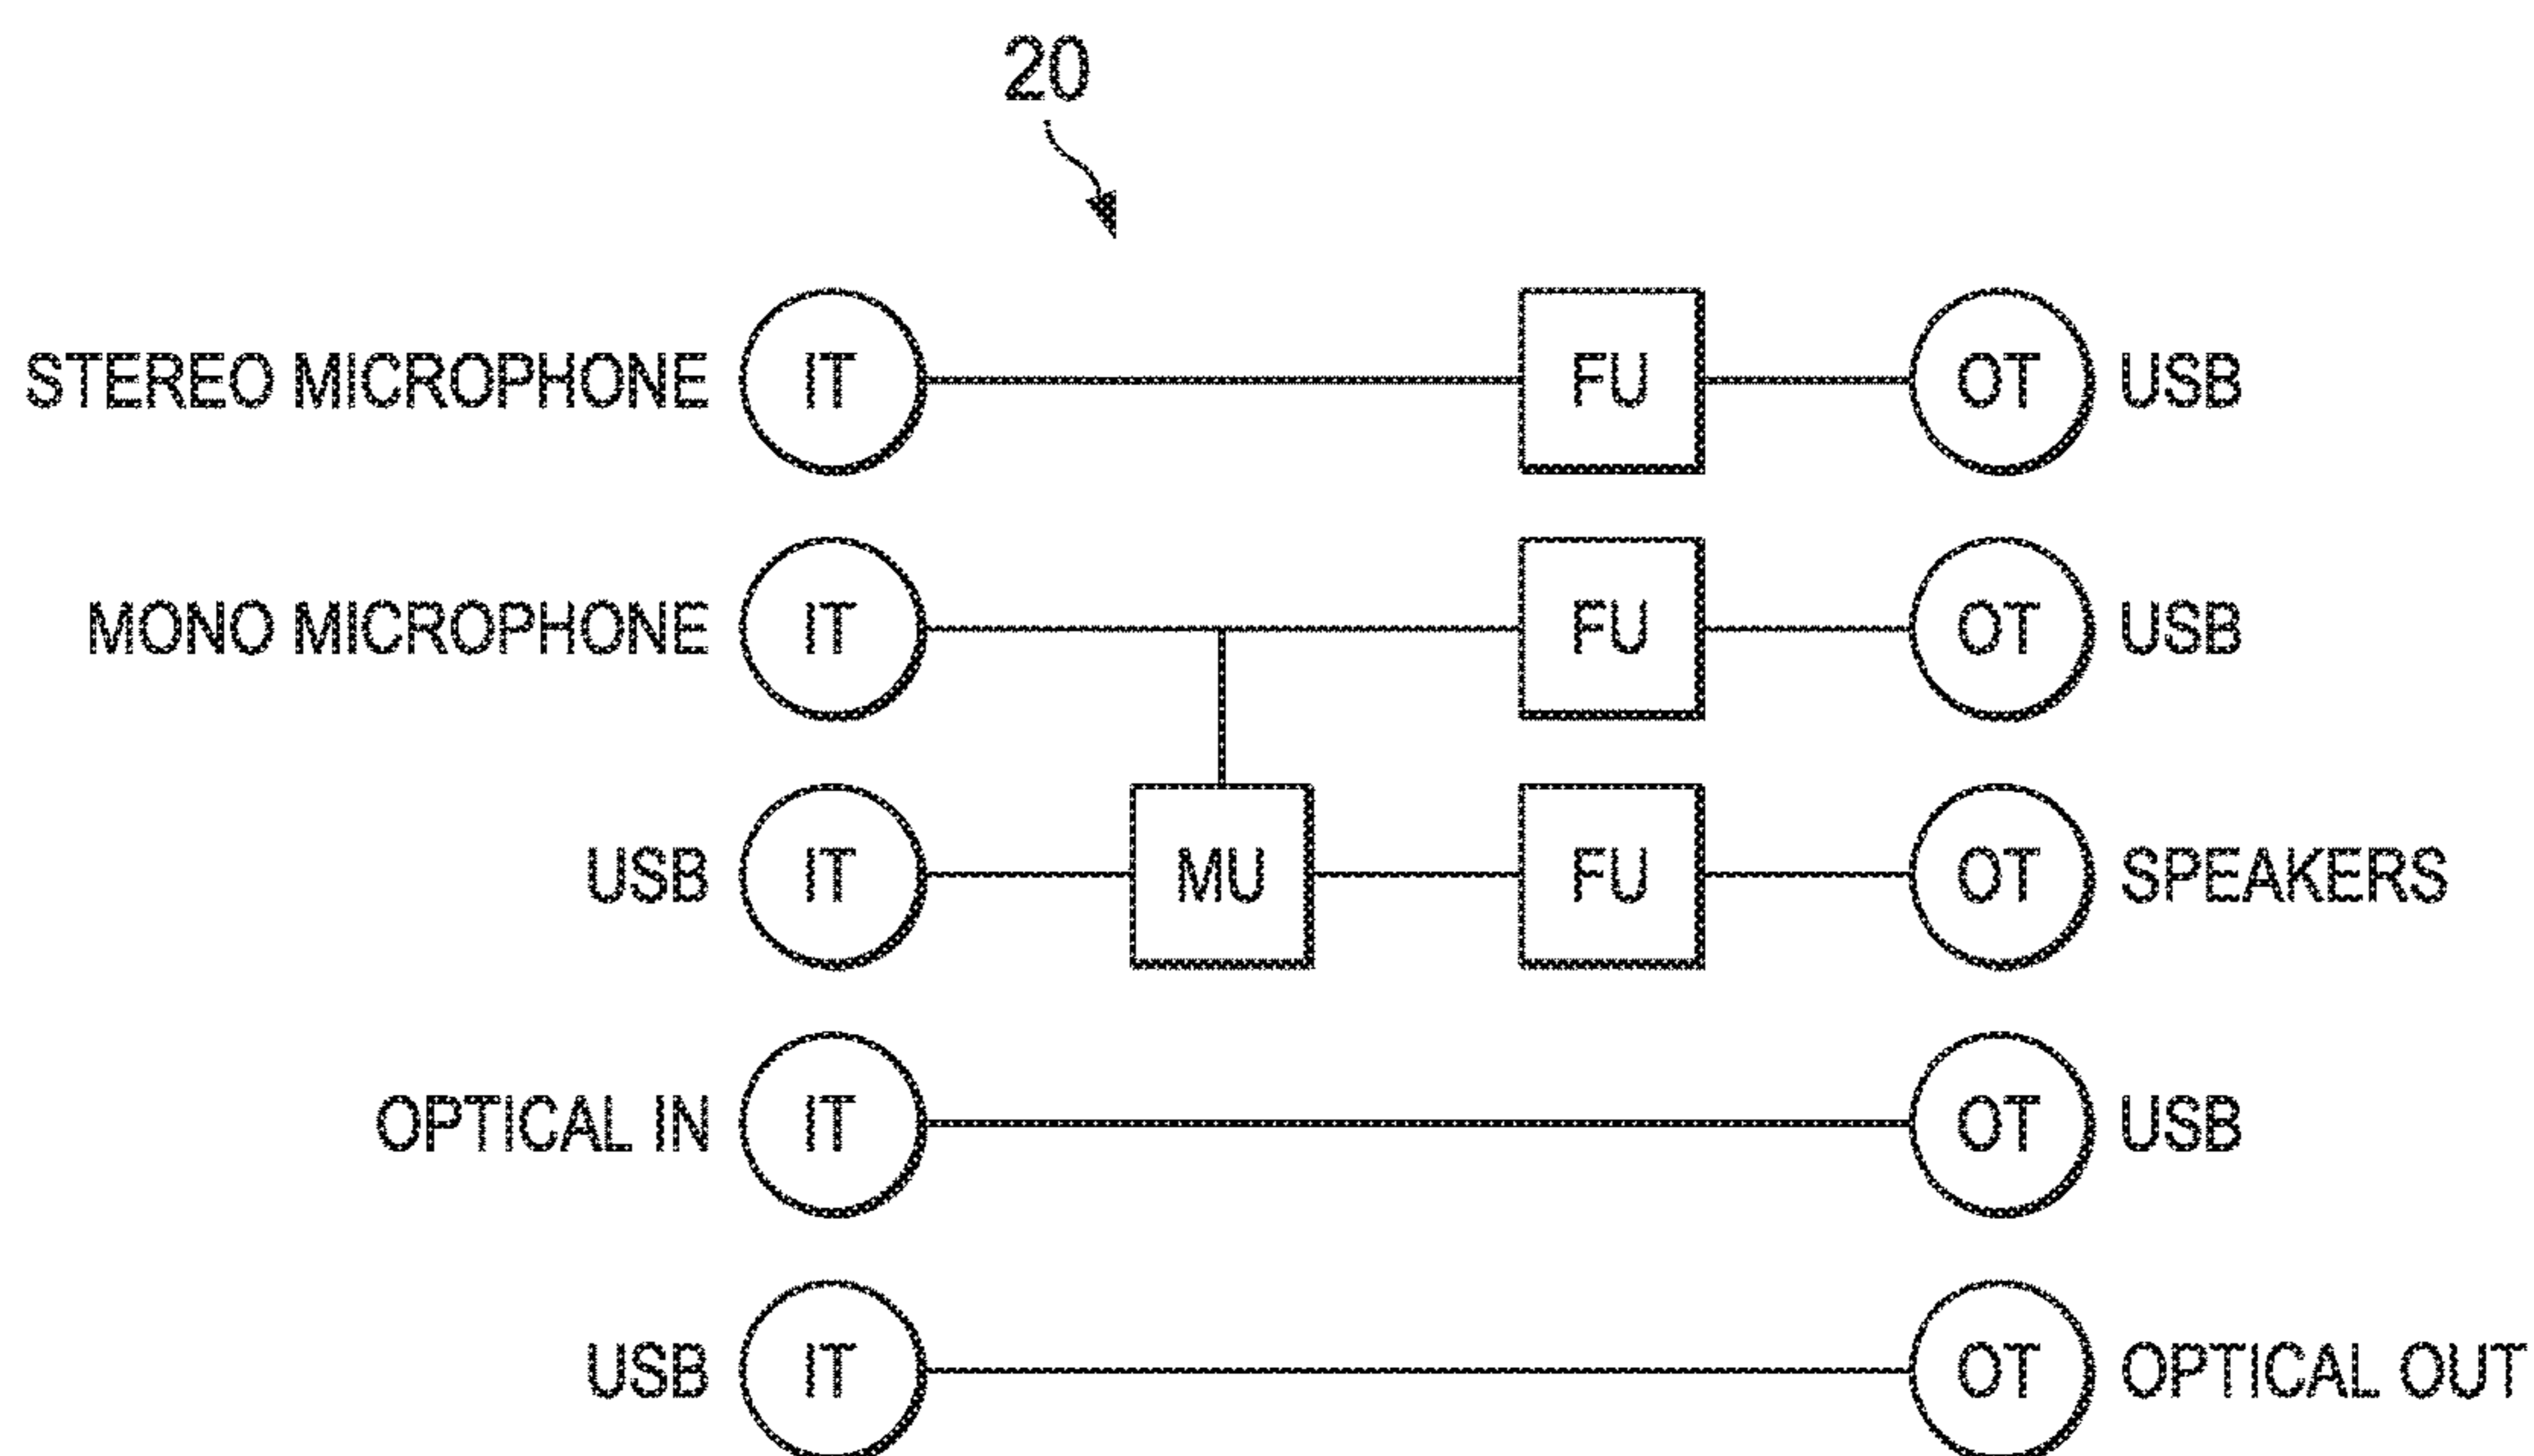 20
STEREO MICROPHONE IT FU OT USB
MONO MICROPHONE IT FU OT USB
USB IT MU FU OT SPEAKERS
OPTICAL IN IT OT USB
USB IT OT OPTICAL OUT